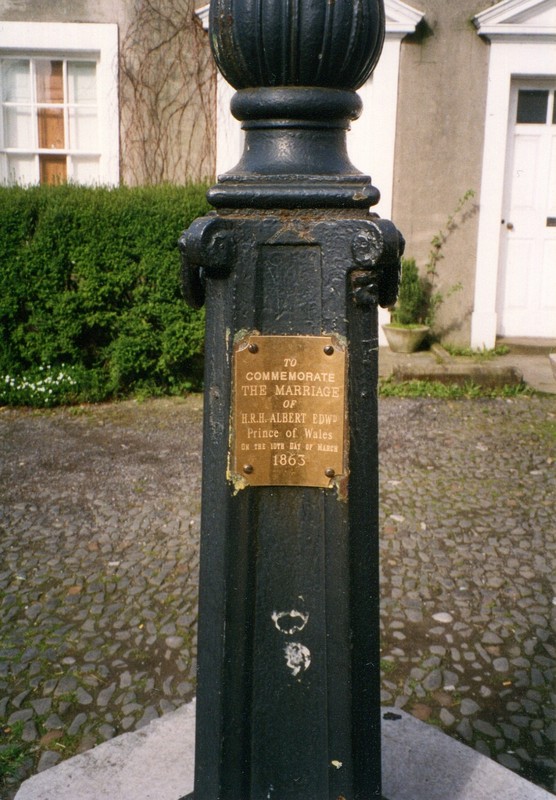 TO
COMMEMORATE
THE MARRIAGE
OF
H.R.H. ALBERT EDWD
Prince of Wales
ON THE 10TH DAY OF MARCH
1863